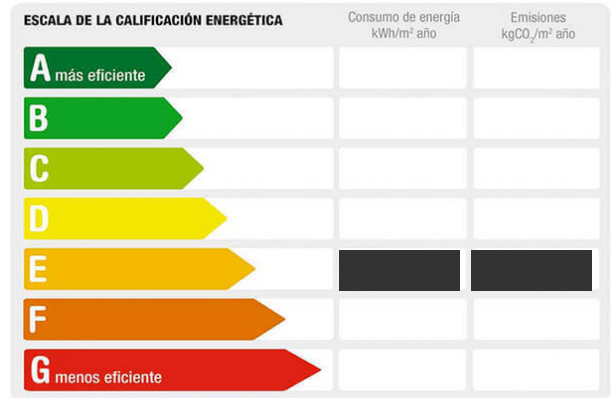 ESCALA DE LA CALIFICACIÓN ENERGÉTICA
Consumo de energía
kWh/m² año
Emisiones
kgCO₂/m² año
A más eficiente
B
C
D
E
F
G menos eficiente